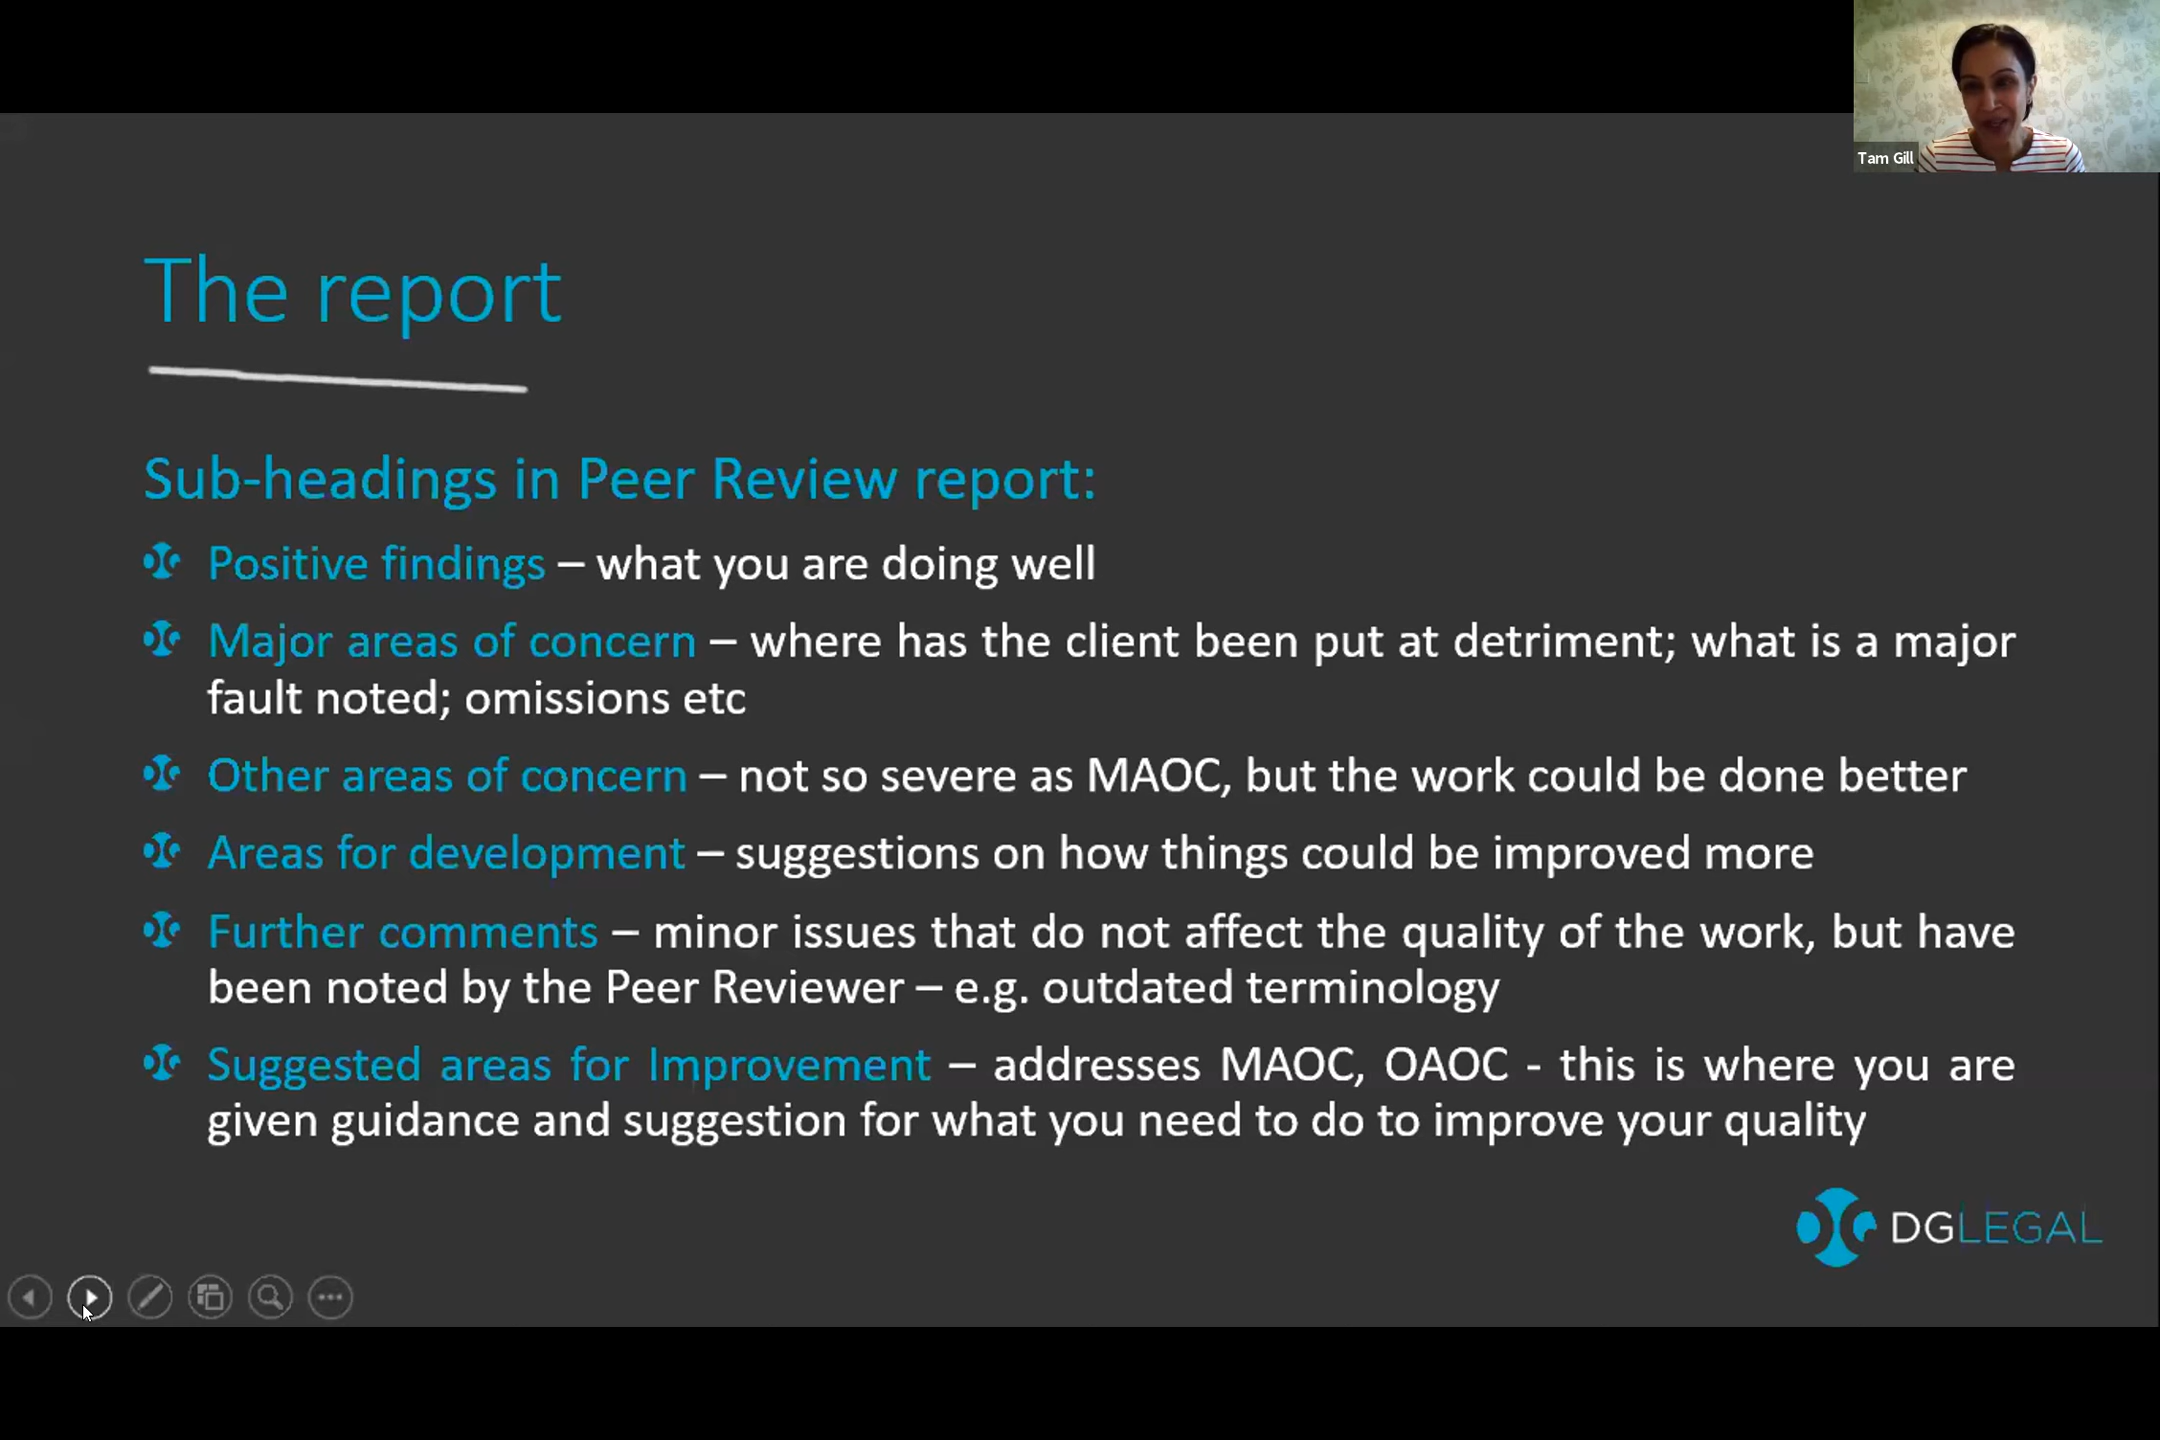 Tam Gill
The report
Sub-headings in Peer Review report:
Positive findings – what you are doing well
Major areas of concern – where has the client been put at detriment; what is a major
fault noted; omissions etc
Other areas of concern – not so severe as MAOC, but the work could be done better
Areas for development – suggestions on how things could be improved more
Further comments – minor issues that do not affect the quality of the work, but have
been noted by the Peer Reviewer – e.g. outdated terminology
Suggested areas for Improvement – addresses MAOC, OAOC - this is where you are
given guidance and suggestion for what you need to do to improve your quality
DGLEGAL